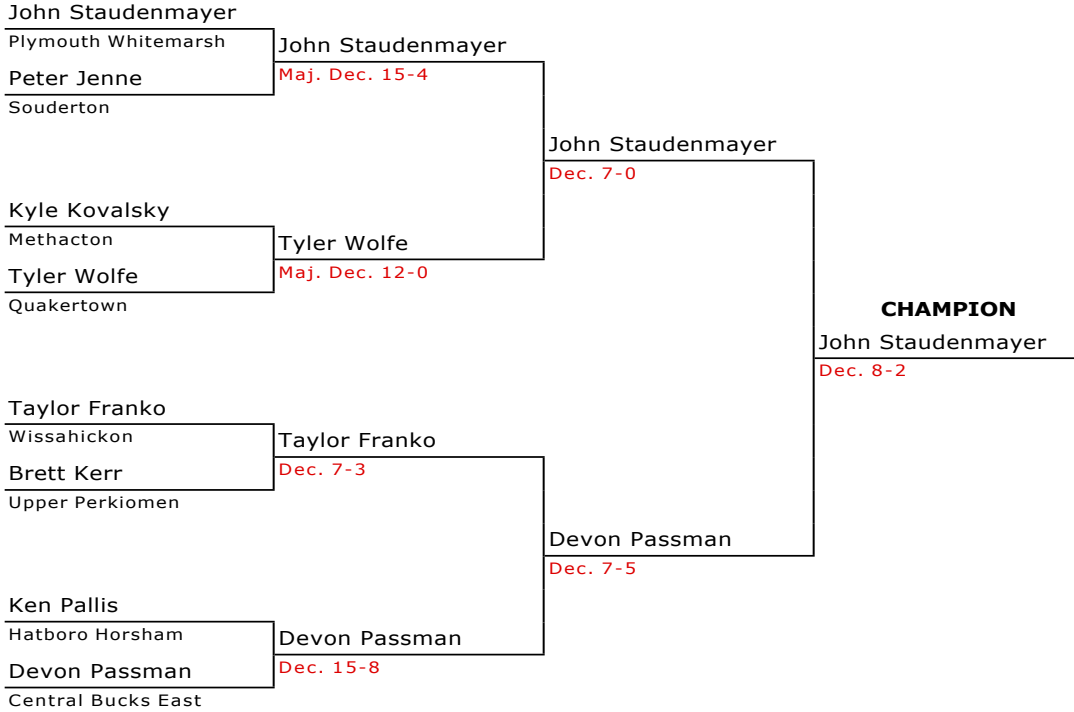 John Staudenmayer
Plymouth Whitemarsh
John Staudenmayer
Peter Jenne
Maj. Dec. 15-4
Souderton
John Staudenmayer
Dec. 7-0
Kyle Kovalsky
Methacton
Tyler Wolfe
Tyler Wolfe
Maj. Dec. 12-0
Quakertown
CHAMPION
John Staudenmayer
Dec. 8-2
Taylor Franko
Wissahickon
Taylor Franko
Brett Kerr
Dec. 7-3
Upper Perkiomen
Devon Passman
Dec. 7-5
Ken Pallis
Hatboro Horsham
Devon Passman
Devon Passman
Dec. 15-8
Central Bucks East